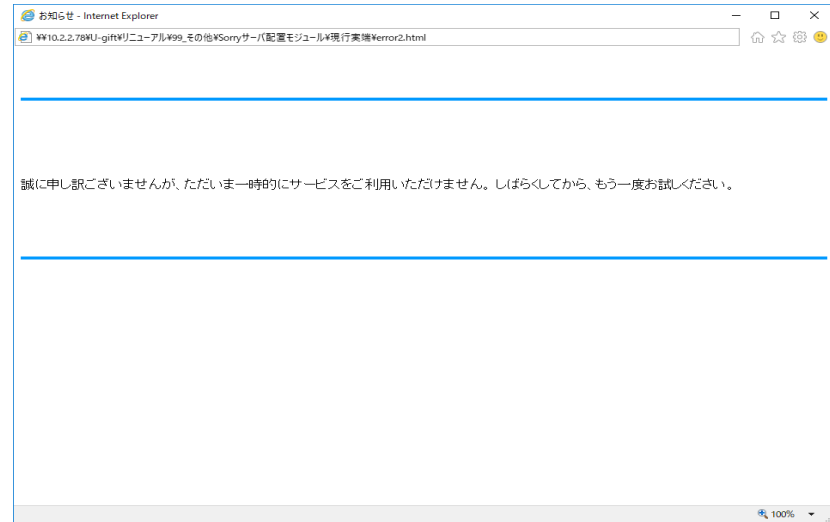 お知らせ - Internet Explorer
¥¥10.2.2.78¥U-gift¥リニューアル¥99_その他¥Sorryサーバ配置モジュール¥現行実端¥error2.html
誠に申し訳ございませんが、ただいま一時的にサービスをご利用いただけません。しばらくしてから、もう一度お試しください。
100%